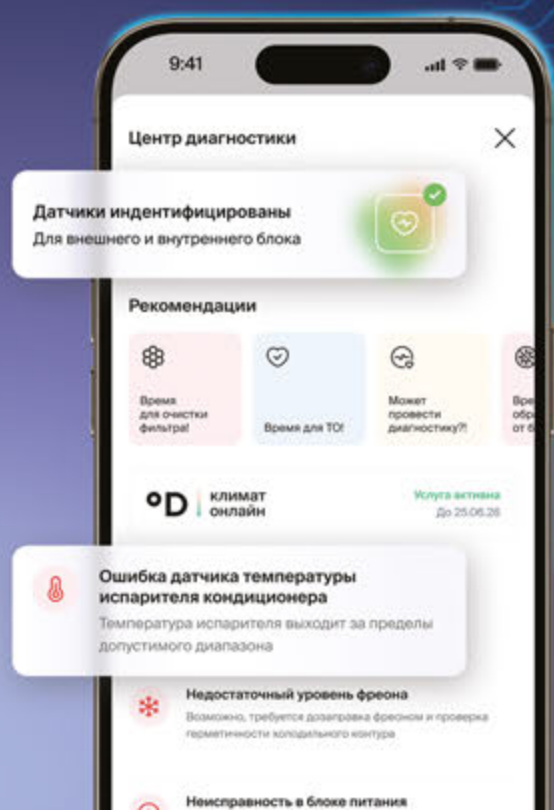 9:41
Центр диагностики
Датчики индентифицированы
Для внешнего и внутреннего блока
Рекомендации
Время
для очистки
фильтра!
Время для ТО!
Может
провести
диагностику?!
°D
климат
онлайн
Услуга активна
До 25.06.26
Ошибка датчика температуры
испарителя кондиционера
Температура испарителя выходит за пределы
допустимого диапазона
Недостаточный уровень фреона
Возможно, требуется дозаправка фреоном и проверка
герметичности холодильного контура
Неисправность в блоке питания